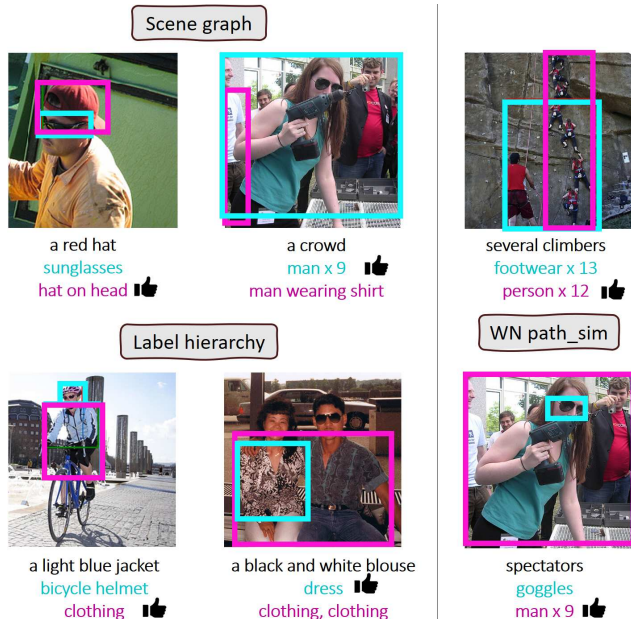 Scene graph
a red hat
sunglasses
hat on head
a crowd
man x 9
man wearing shirt
several climbers
footwear x 13
person x 12
Label hierarchy
WN path_sim
a light blue jacket
bicycle helmet
clothing
a black and white blouse
dress
clothing, clothing
spectators
goggles
man x 9